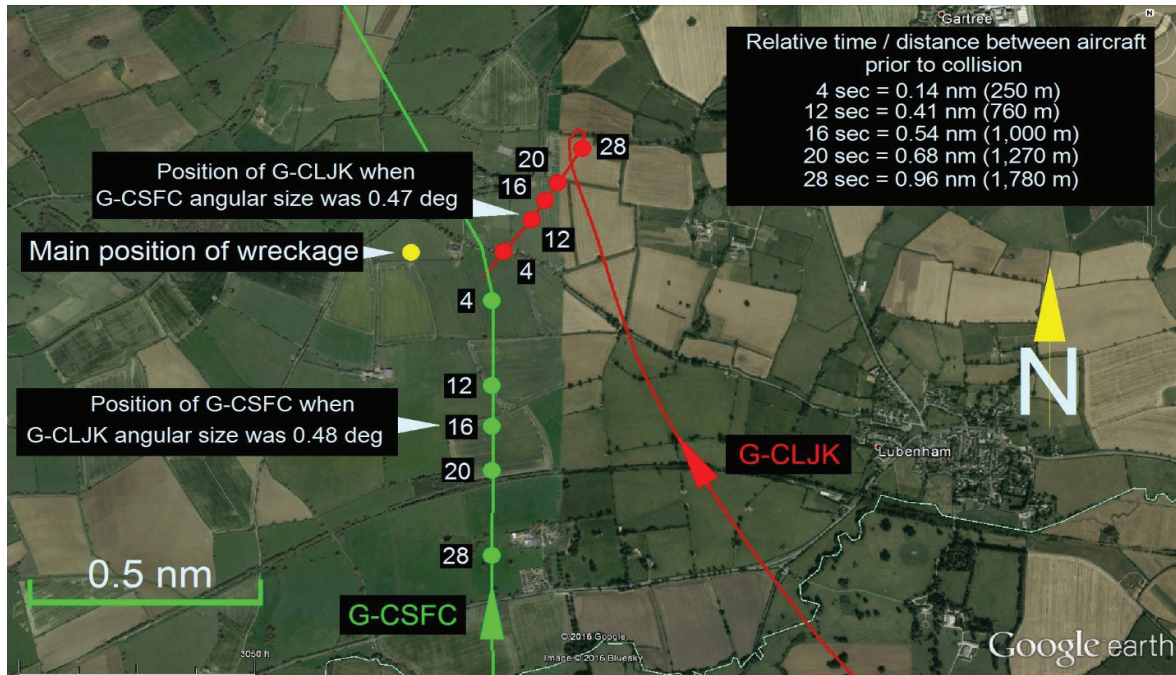 N
Gartree
Relative time / distance between aircraft
prior to collision
4 sec = 0.14 nm (250 m)
12 sec = 0.41 nm (760 m)
16 sec = 0.54 nm (1,000 m)
20 sec = 0.68 nm (1,270 m)
28 sec = 0.96 nm (1,780 m)
28
20
16
12
4
Position of G-CLJK when
G-CSFC angular size was 0.47 deg
Main position of wreckage
4
12
16
20
28
Position of G-CSFC when
G-CLJK angular size was 0.48 deg
N
G-CLJK
Lubenham
0.5 nm
G-CSFC
3050 ft
© 2016 Google
Image © 2016 Bluesky
Google earth